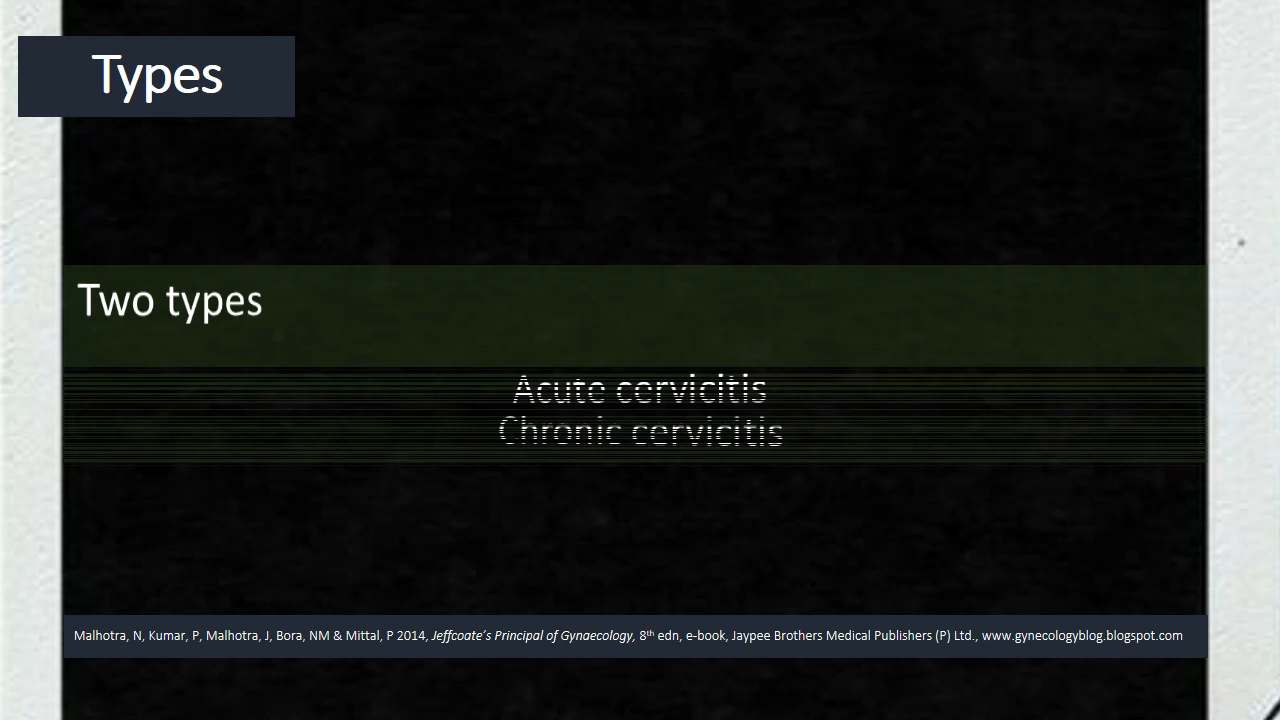 Types
Two types
Acute cervicitis
Chronic cervicitis
Malhotra, N, Kumar, P, Malhotra, J, Bora, NM & Mittal, P 2014, Jeffcoate´s Principal of Gynaecology, 8th edn, e-book, Jaypee Brothers Medical Publishers (P) Ltd., www.gynecologyblog.blogspot.com